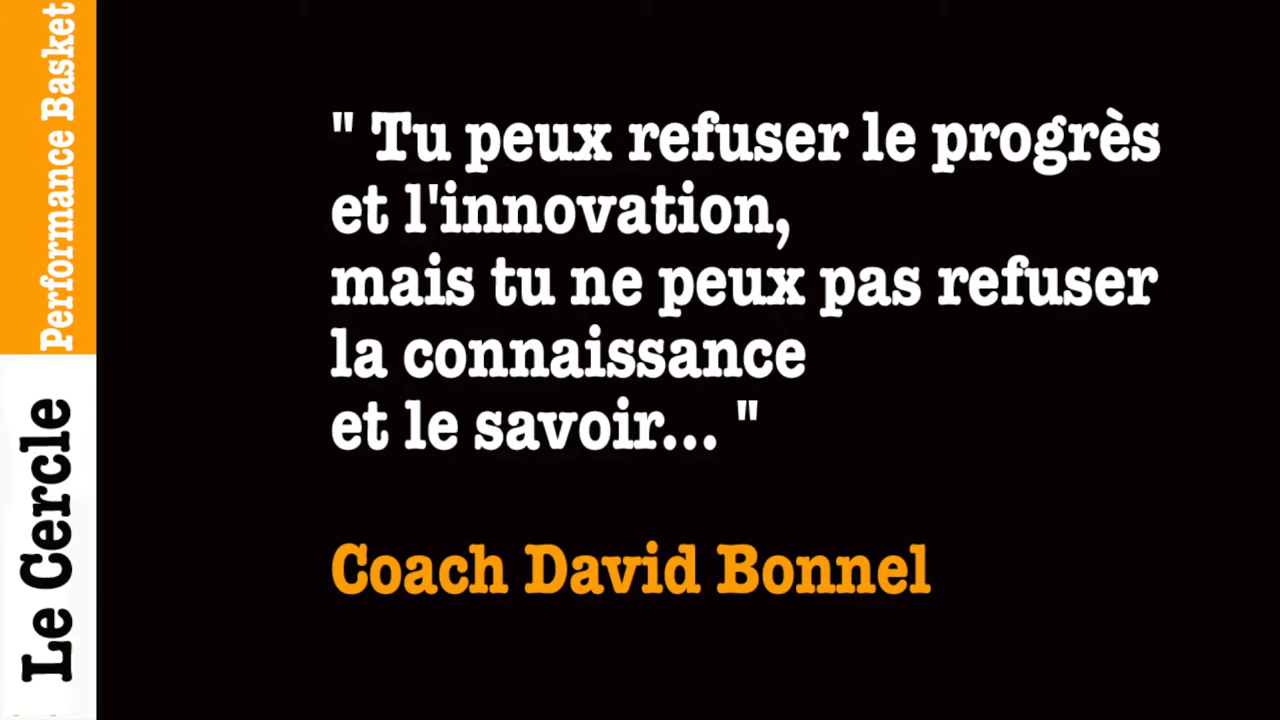 Performance Basket
Le Cercle
" Tu peux refuser le progrès
et l'innovation,
mais tu ne peux pas refuser
la connaissance
et le savoir... "
Coach David Bonnel